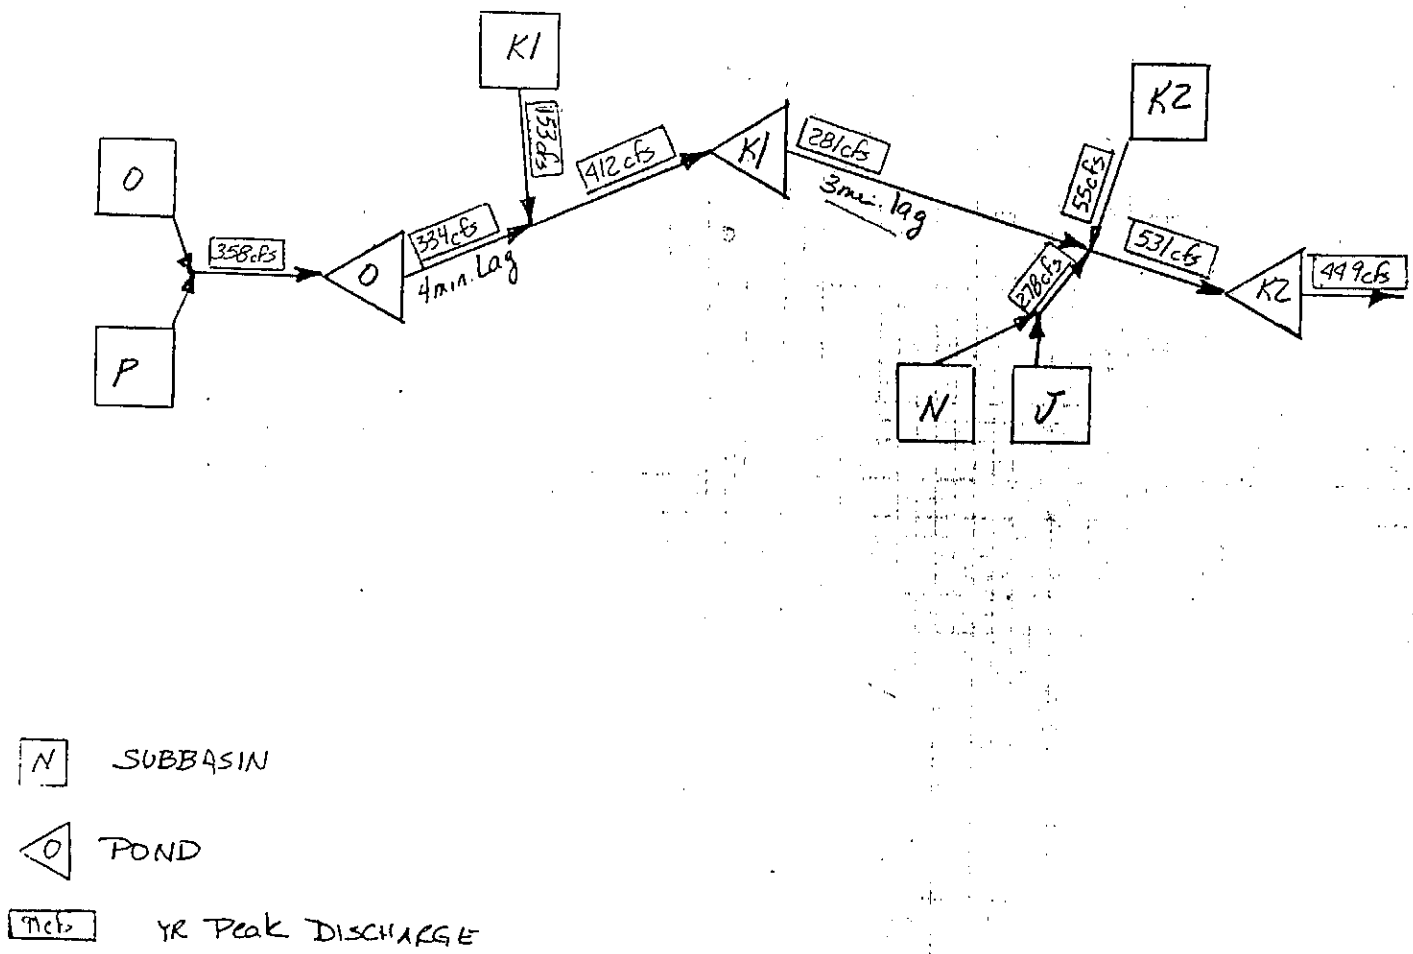 K1
153cfs
O
358cfs
P
O
334cfs
4min. Lag
412cfs
K1
281cfs
3min. lag
K2
55cfs
278cfs
N
J
531cfs
K2
449cfs
N SUBBASIN
O POND
cfs YR Peak DISCHARGE